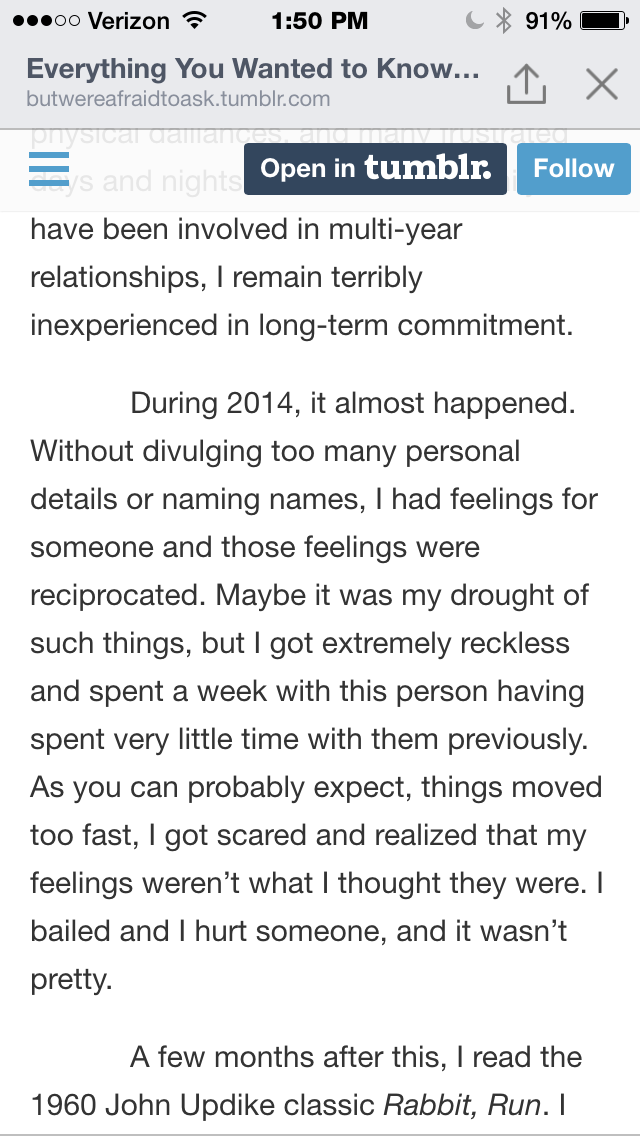 Verizon 1:50 PM 91%
Everything You Wanted to Know...
butwereafraidtoask.tumblr.com
physical dalliances, and many frustrated
Open in tumblr. Follow
days and nights
have been involved in multi-year
relationships, I remain terribly
inexperienced in long-term commitment.
During 2014, it almost happened.
Without divulging too many personal
details or naming names, I had feelings for
someone and those feelings were
reciprocated. Maybe it was my drought of
such things, but I got extremely reckless
and spent a week with this person having
spent very little time with them previously.
As you can probably expect, things moved
too fast, I got scared and realized that my
feelings weren’t what I thought they were. I
bailed and I hurt someone, and it wasn’t
pretty.
A few months after this, I read the
1960 John Updike classic Rabbit, Run. I